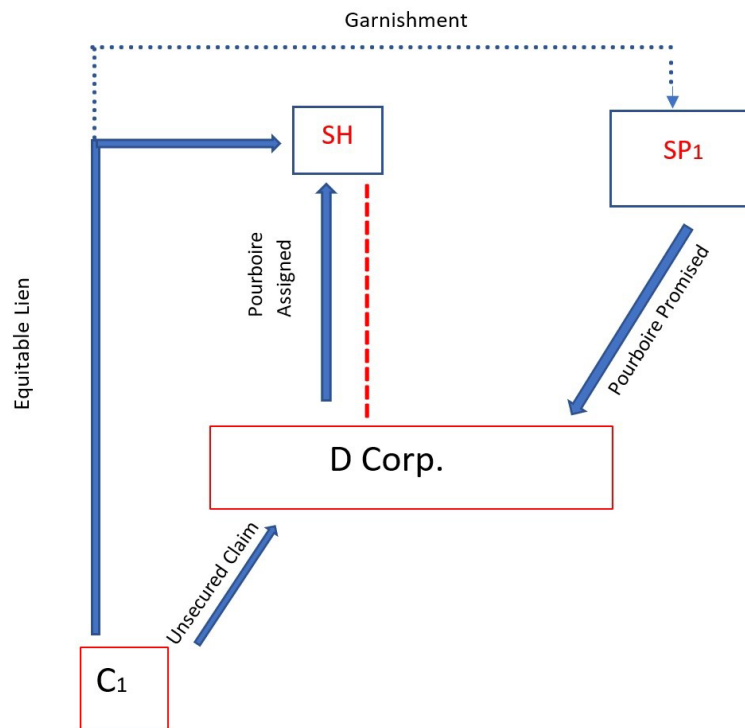 Garnishment
SH
SP1
Pourboire
Assigned
Pourboire Promised
Equitable Lien
D Corp.
Unsecured Claim
C1